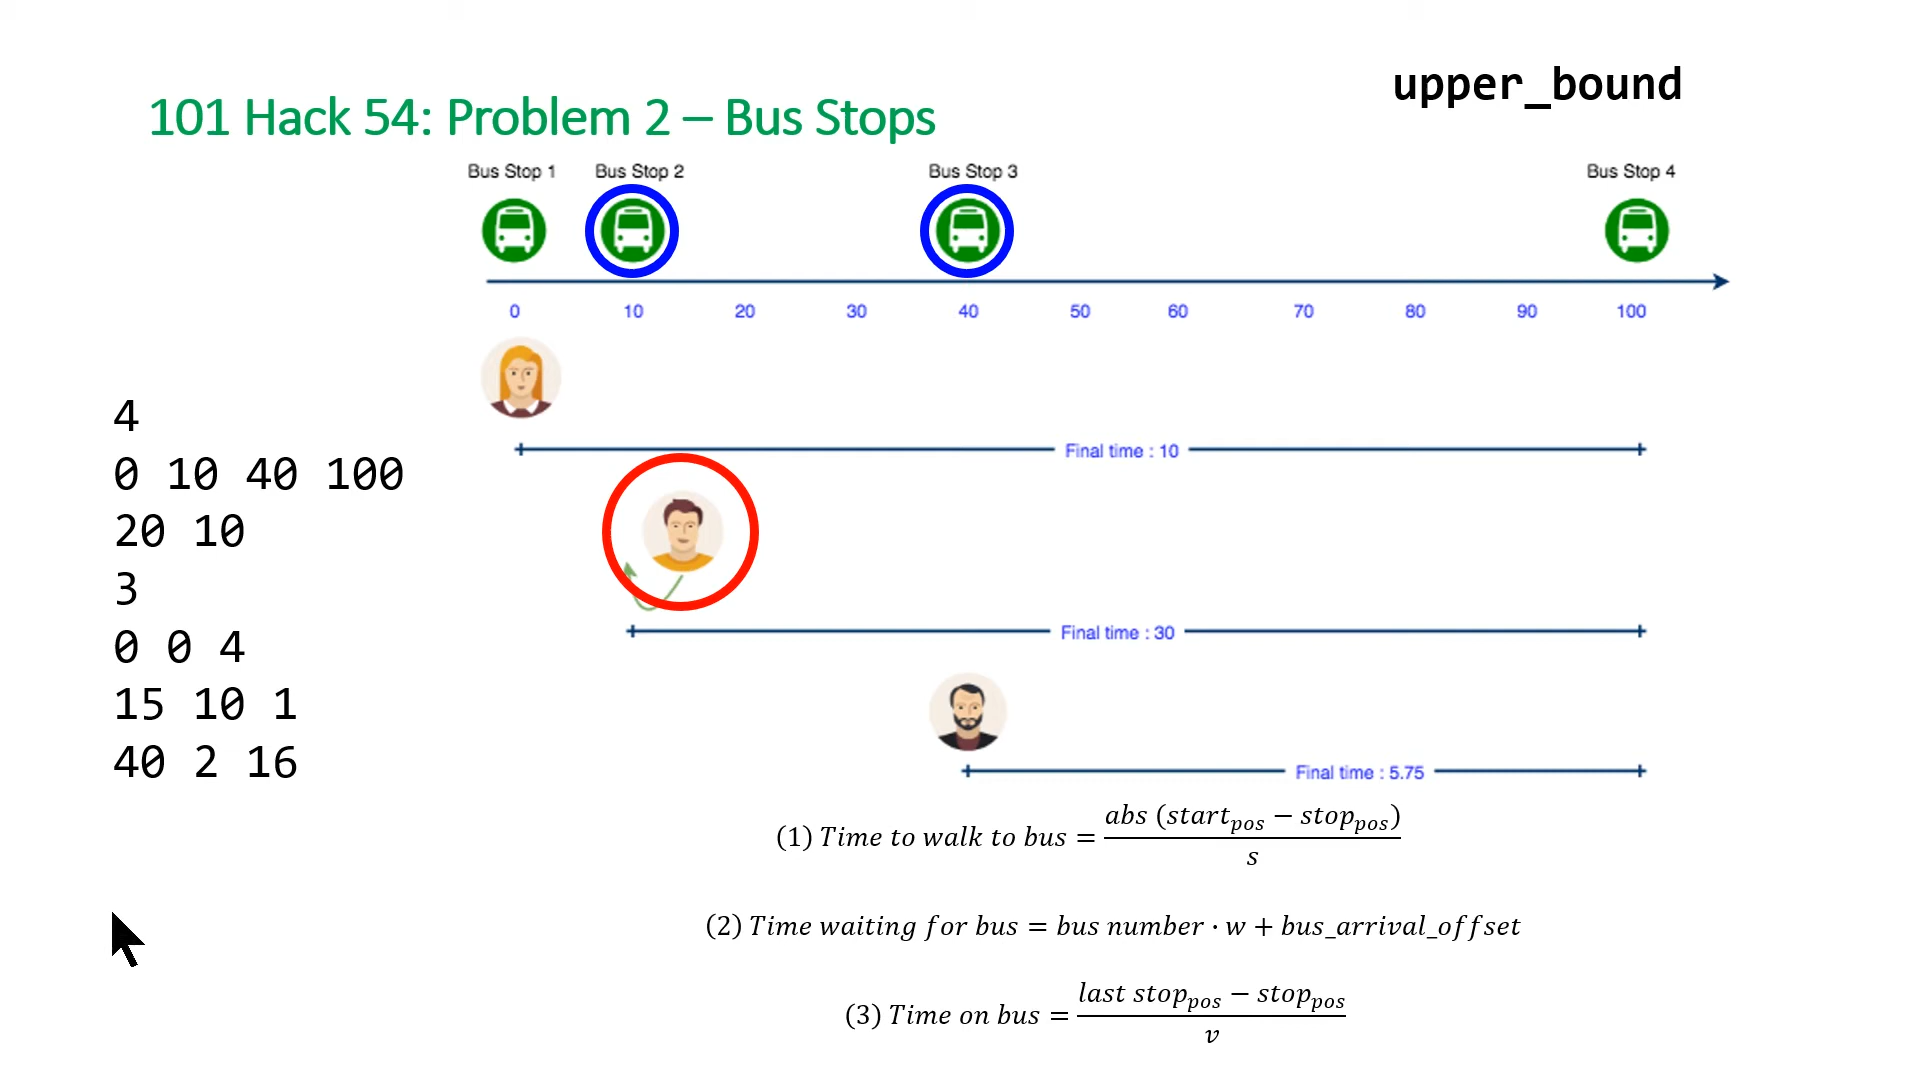 upper_bound
101 Hack 54: Problem 2 – Bus Stops
Bus Stop 1 Bus Stop 2 Bus Stop 3 Bus Stop 4
0 10 20 30 40 50 60 70 80 90 100
4
0 10 40 100
20 10
3
0 0 4
15 10 1
40 2 16
Final time : 10
Final time : 30
Final time : 5.75
(1) Time to walk to bus = abs (start_pos − stop_pos) / s
(2) Time waiting for bus = bus number · w + bus_arrival_offset
(3) Time on bus = last stop_pos − stop_pos / v